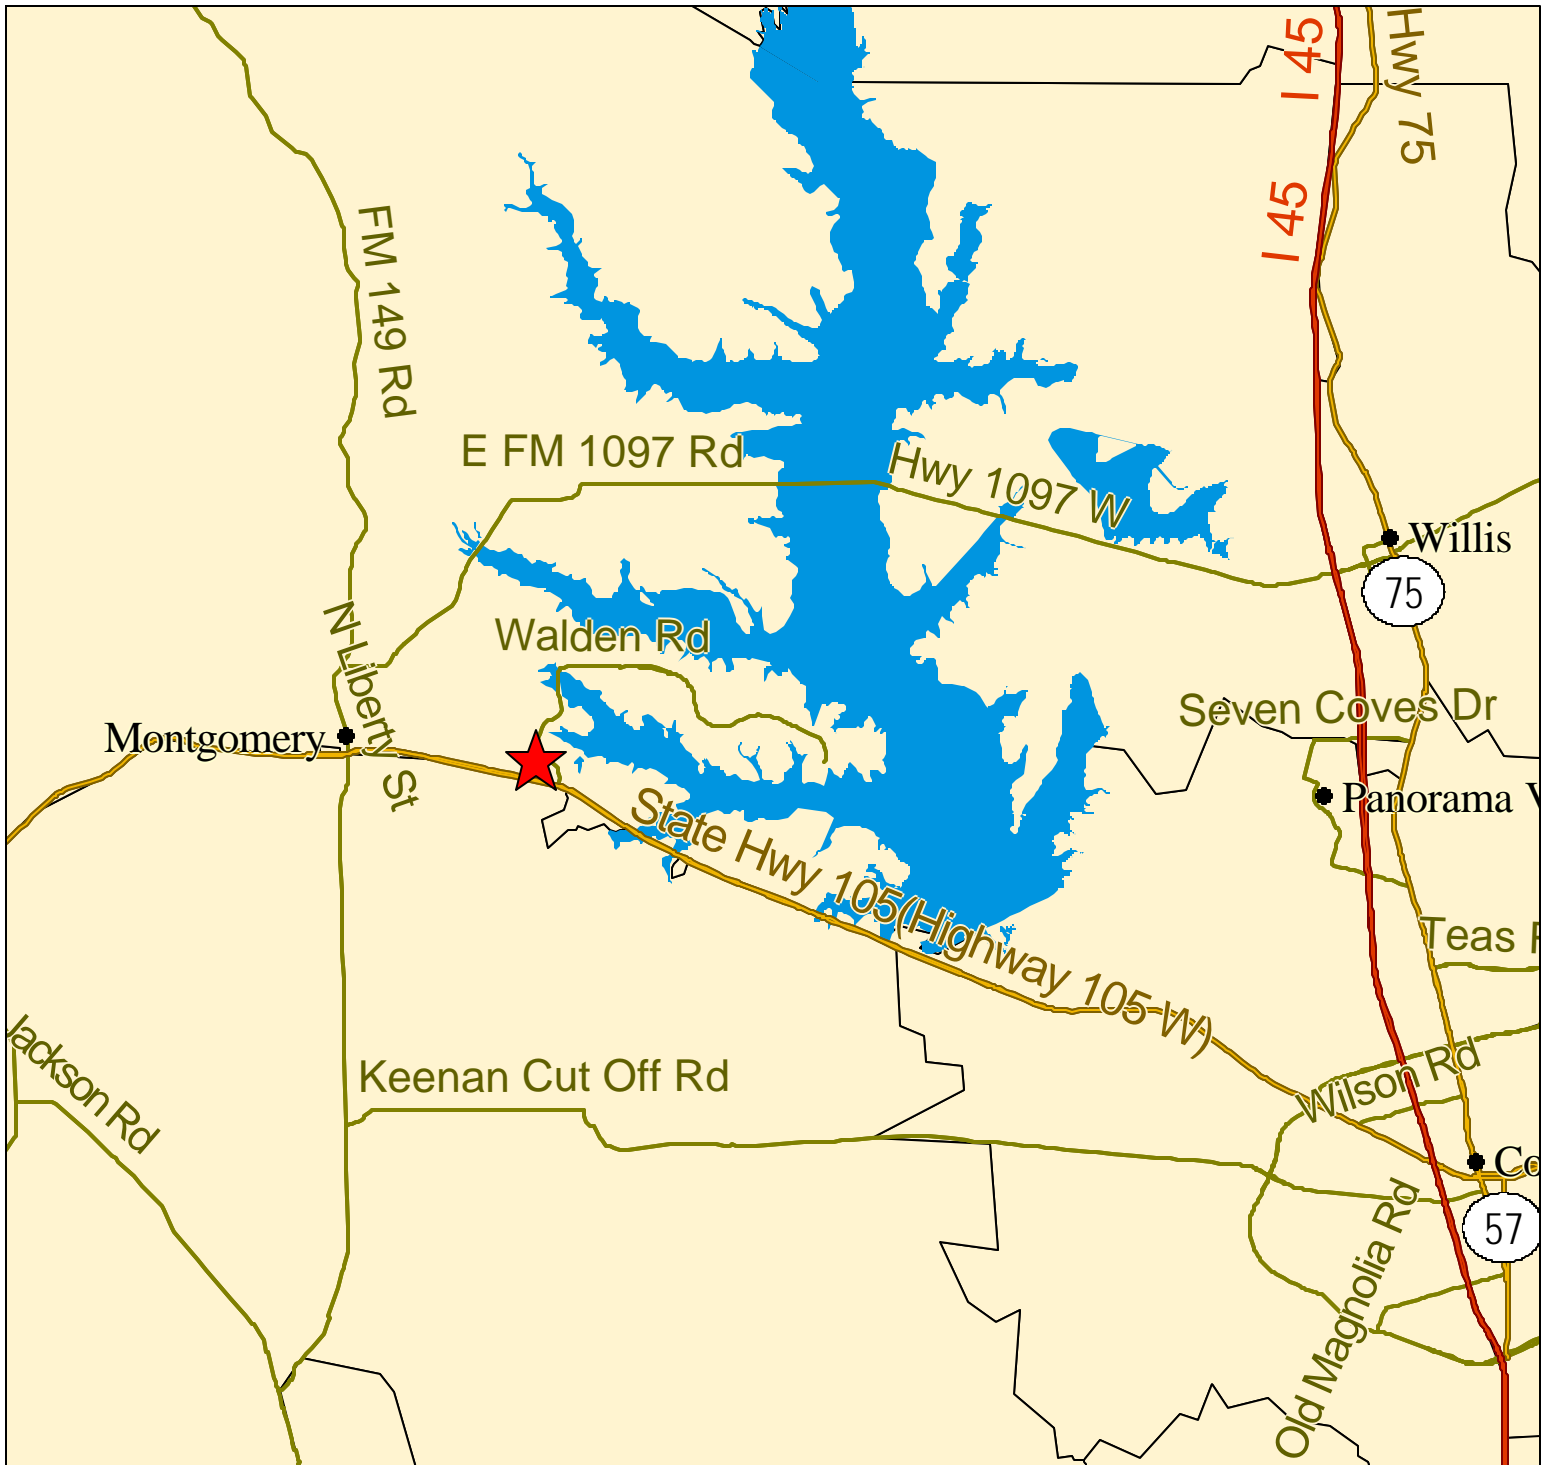 I 45
Hwy 75
I 45
FM 149 Rd
E FM 1097 Rd
Hwy 1097 W
Willis
75
N Liberty St
Walden Rd
Seven Coves Dr
Montgomery
Panorama V
State Hwy 105(Highway 105 W)
Teas R
Jackson Rd
Keenan Cut Off Rd
Wilson Rd
Co
57
Old Magnolia Rd